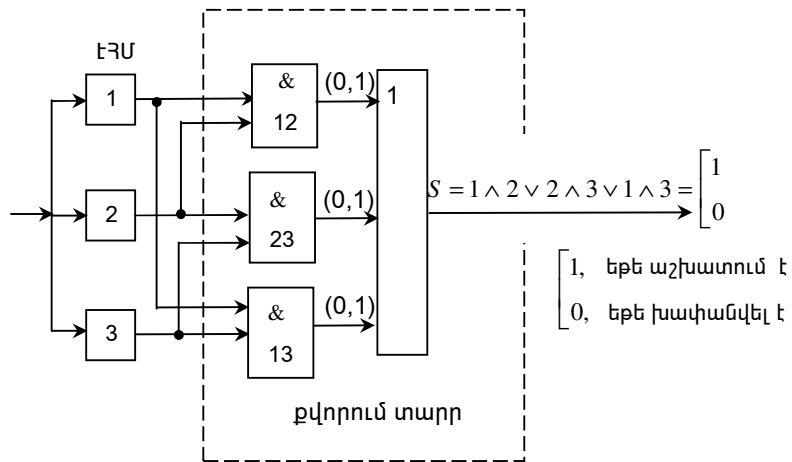 ԷՀՄ
1
2
3
&
12
(0,1)
&
23
(0,1)
&
13
(0,1)
1
S = 1 ∧ 2 ∨ 2 ∧ 3 ∨ 1 ∧ 3 = [1
0
1, եթե աշխատում է
0, եթե խափանվել է
քվորում տարր